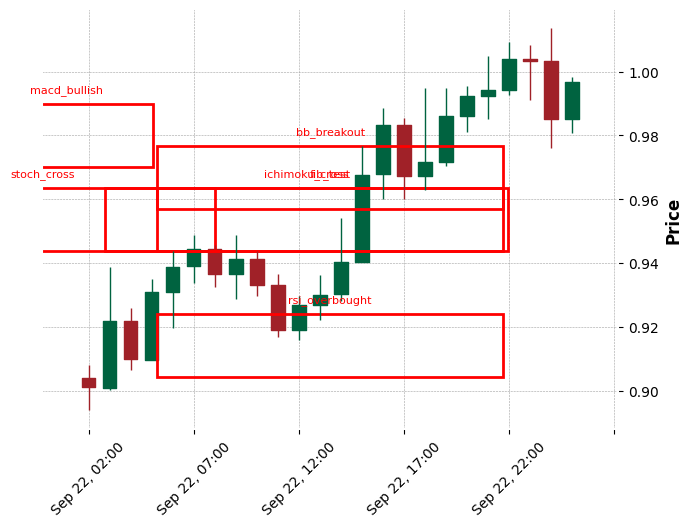 macd_bullish
bb_breakout
stoch_cross
rsi_overbought
1.00
0.98
0.96
0.94
0.92
0.90
Price
Sep 22, 02:00
Sep 22, 07:00
Sep 22, 12:00
Sep 22, 17:00
Sep 22, 22:00